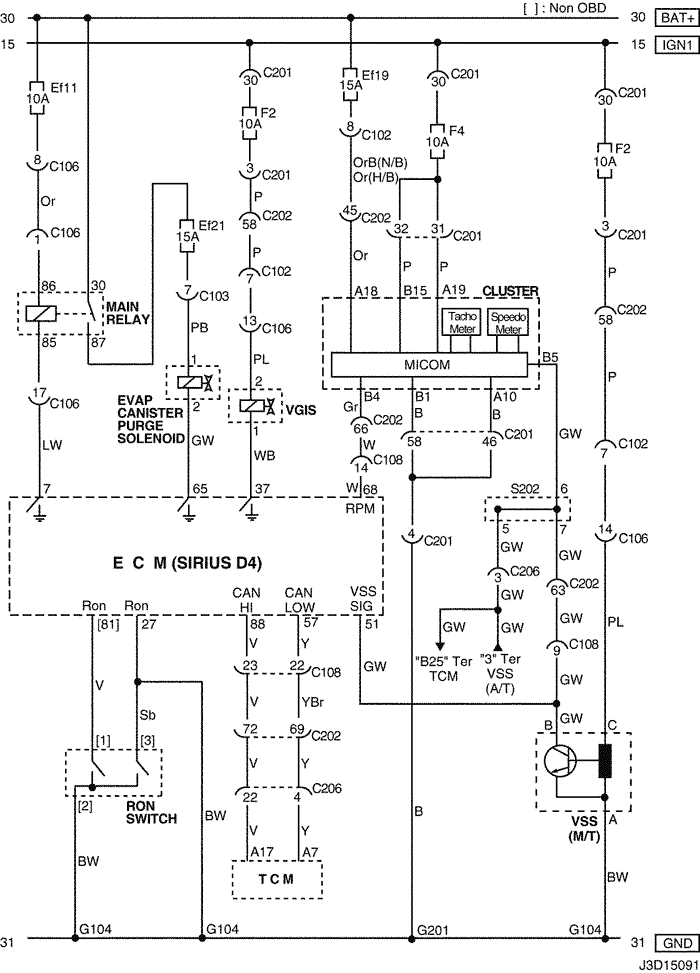 [ ] : Non OBD
30
30
BAT+
15
15
IGN1
Ef11
10A
C201
30
F2
10A
Ef19
15A
C201
30
F4
10A
C201
30
F2
10A
8
C106
3
C201
8
C102
OrB(N/B)
Or(H/B)
Or
P
58
C202
45
C202
32
31
C201
3
C201
1
C106
Ef21
15A
P
7
C102
Or
P
P
P
86
30
MAIN
RELAY
85
87
7
C103
13
C106
A18
B15
A19
CLUSTER
Tacho
Meter
Speedo
Meter
MICOM
B5
58
C202
PB
PL
P
17
C106
1
EVAP
CANISTER
PURGE
SOLENOID
2
2
VGIS
1
B4
B1
A10
Gr
B
B
66
C202
58
46
C201
GW
7
C102
LW
GW
WB
W
14
C108
W
7
65
37
68
RPM
S202
6
5
7
E C M (SIRIUS D4)
4
C201
GW
GW
14
C106
3
C206
63
C202
GW
GW
Ron
Ron
CAN
HI
CAN
LOW
VSS
SIG
[81]
27
88
57
51
GW
GW
PL
V
Y
"B25" Ter
TCM
"3" Ter
VSS
(A/T)
9
C108
23
22
C108
GW
GW
V
Sb
V
YBr
B
GW
C
72
69
C202
[1]
[3]
V
Y
[2]
RON
SWITCH
22
4
C206
VSS
(M/T)
A
BW
BW
V
Y
B
A17
A7
TCM
BW
31
G104
G104
G201
G104
31
GND
J3D15091